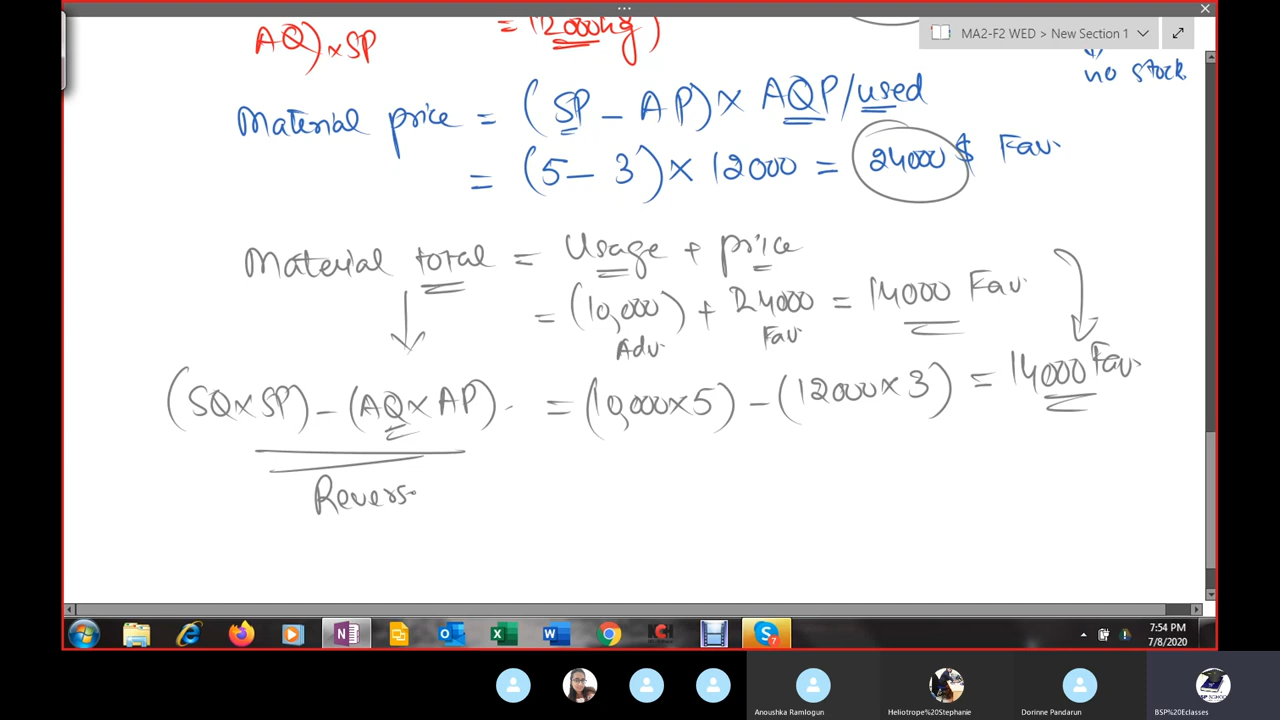 = (12000kg)
AQ) x SP
MA2-F2 WED > New Section 1
no stock
Material price = (SP - AP) x AQP/used
= (5 - 3) x 12000 = 24000 $ Fav.
Material total = Usage + price
= (10,000) + 24000 = 14000 Fav.
Adv. Fav.
(SQ x SP) - (AQ x AP). = (10,000 x 5) - (12000 x 3) = 14000 Fav.
Revers
7:54 PM
7/8/2020
Anoushka Ramlogun
Heliotrope%20Stephanie
Dorinne Pandarun
BSP%20Eclasses